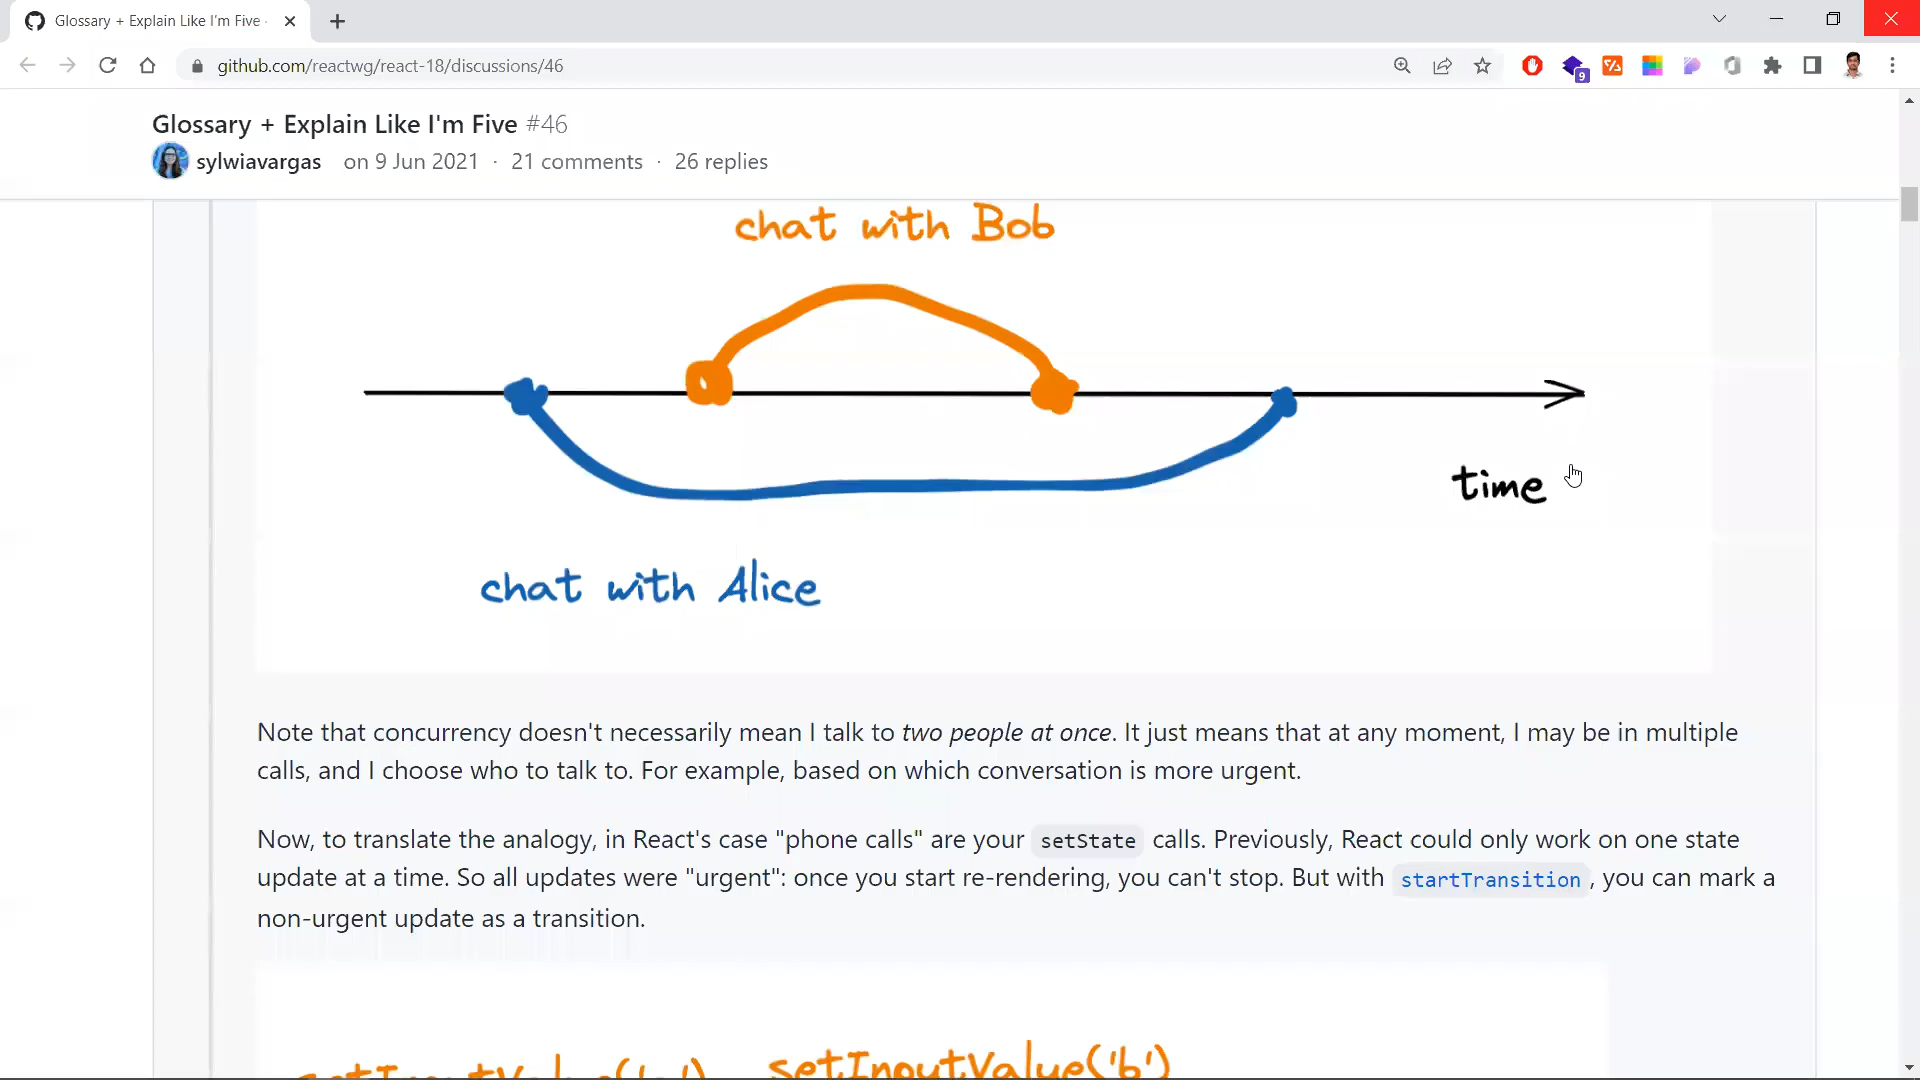 Glossary + Explain Like I'm Five ·
github.com/reactwg/react-18/discussions/46
9
Glossary + Explain Like I'm Five #46
sylwiavargas on 9 Jun 2021 · 21 comments · 26 replies
chat with Bob
time
chat with Alice
Note that concurrency doesn't necessarily mean I talk to two people at once. It just means that at any moment, I may be in multiple
calls, and I choose who to talk to. For example, based on which conversation is more urgent.
Now, to translate the analogy, in React's case "phone calls" are your setState calls. Previously, React could only work on one state
update at a time. So all updates were "urgent": once you start re-rendering, you can't stop. But with startTransition, you can mark a
non-urgent update as a transition.
setInputValue('b')